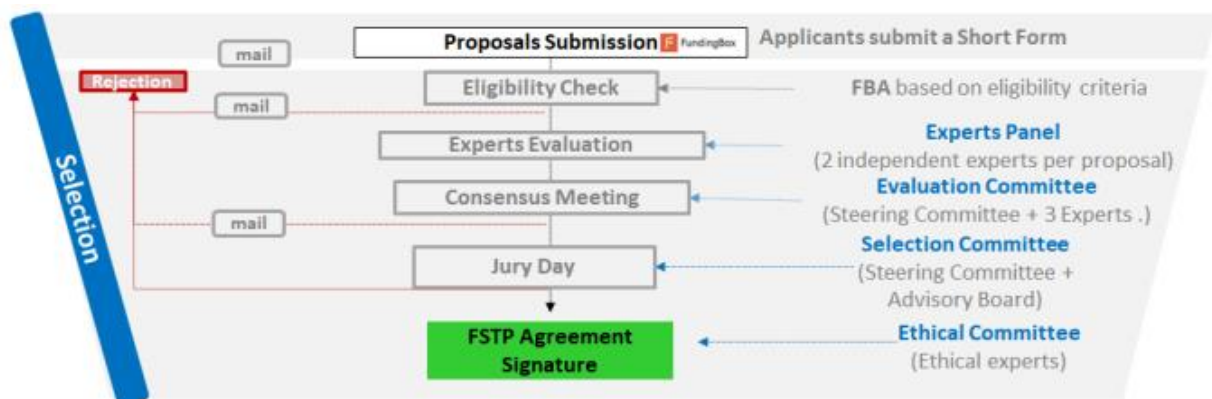 Proposals Submission F FundingBox
Applicants submit a Short Form
mail
Rejection
Eligibility Check
FBA based on eligibility criteria
mail
Experts Evaluation
Experts Panel
(2 independent experts per proposal)
Consensus Meeting
Evaluation Committee
(Steering Committee + 3 Experts .)
mail
Selection
Jury Day
Selection Committee
(Steering Committee +
Advisory Board)
FSTP Agreement
Signature
Ethical Committee
(Ethical experts)